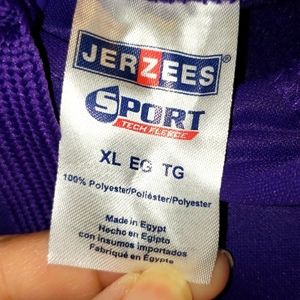 JERZEES®
SPORT
TECH FLEECE
XL EG TG
100% Polyester/Poliéster/Polyester
Made in Egypt
Hecho en Egipto
con insumos importados
Fabriqué en Égypte